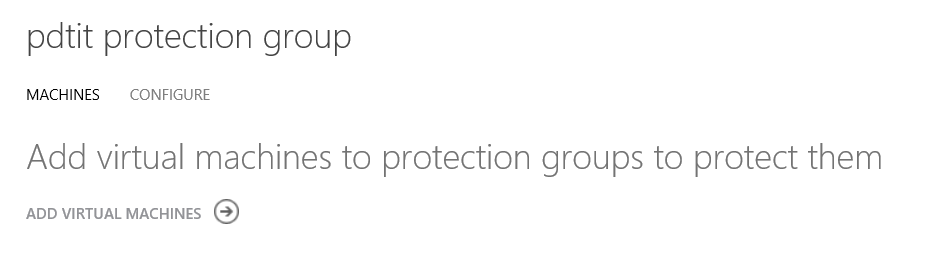 pdtit protection group
MACHINES CONFIGURE
Add virtual machines to protection groups to protect them
ADD VIRTUAL MACHINES